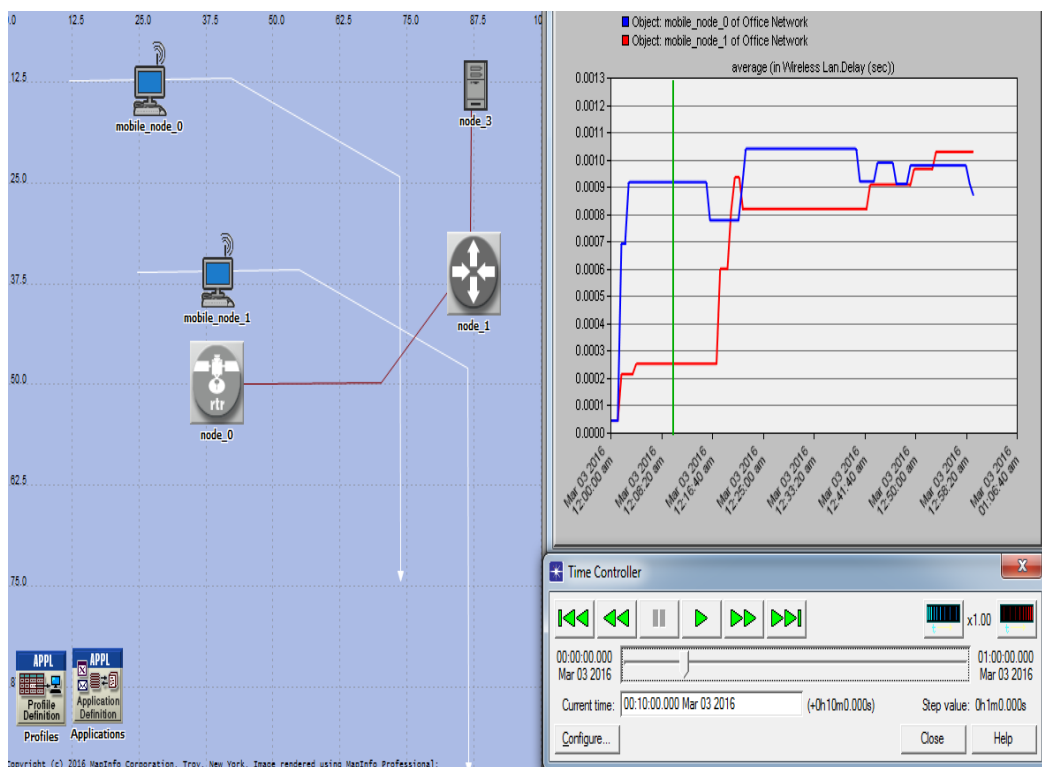 .0 12.5 25.0 37.5 50.0 62.5 75.0 87.5 10
12.5
25.0
37.5
50.0
62.5
75.0
8
mobile_node_0
node_3
mobile_node_1
node_1
rtr
node_0
APPL
Profile
Definition
Profiles
APPL
Application
Definition
Applications
Copyright (c) 2016 MapInfo Corporation, Troy, New York. Image rendered using MapInfo Professional:
Object: mobile_node_0 of Office Network
Object: mobile_node_1 of Office Network
average (in Wireless Lan.Delay (sec))
0.0013
0.0012
0.0011
0.0010
0.0009
0.0008
0.0007
0.0006
0.0005
0.0004
0.0003
0.0002
0.0001
0.0000
Mar 03 2016
12:00:00 am
Mar 03 2016
12:08:20 am
Mar 03 2016
12:16:40 am
Mar 03 2016
12:25:00 am
Mar 03 2016
12:33:20 am
Mar 03 2016
12:41:40 am
Mar 03 2016
12:50:00 am
Mar 03 2016
12:58:20 am
Mar 03 2016
01:06:40 am
Time Controller
X
x1.00
00:00:00.000
Mar 03 2016
01:00:00.000
Mar 03 2016
Current time: 00:10:00.000 Mar 03 2016 (+0h10m0.000s) Step value: 0h1m0.000s
Configure... Close Help